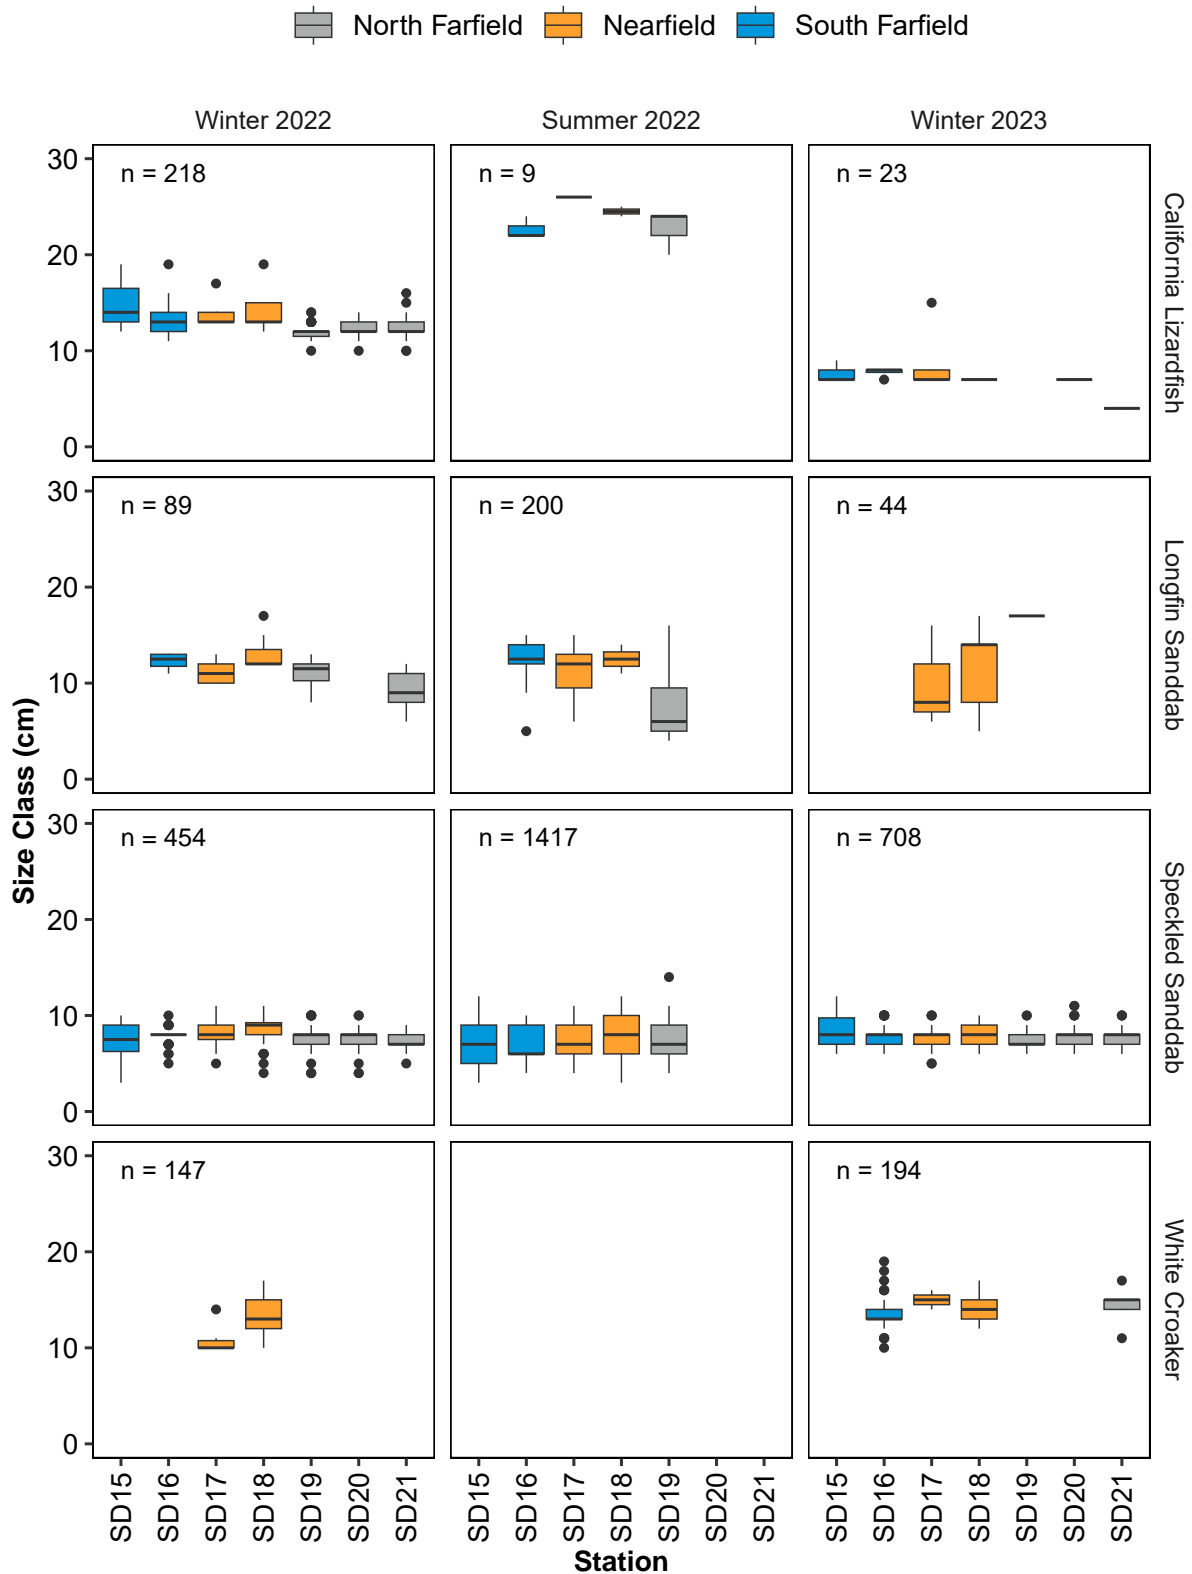 North Farfield Nearfield South Farfield
Winter 2022 Summer 2022 Winter 2023
30 n = 218 n = 9 n = 23
20
10
0
California Lizardfish
30 n = 89 n = 200 n = 44
20
10
0
Longfin Sanddab
Size Class (cm)
30 n = 454 n = 1417 n = 708
20
10
0
Speckled Sanddab
30 n = 147 n = 194
20
10
0
White Croaker
SD15 SD16 SD17 SD18 SD19 SD20 SD21 SD15 SD16 SD17 SD18 SD19 SD20 SD21 SD15 SD16 SD17 SD18 SD19 SD20 SD21
Station